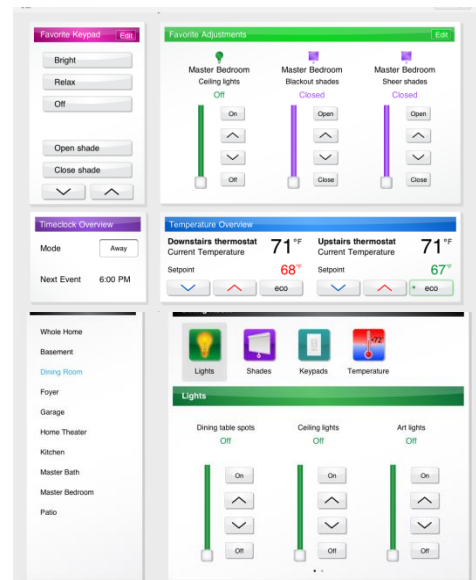 Favorite Keypad Edit
Bright
Relax
Off
Open shade
Close shade
Favorite Adjustments Edit
Master Bedroom
Ceiling lights
Off
On
Off
Master Bedroom
Blackout shades
Closed
Open
Close
Master Bedroom
Sheer shades
Closed
Open
Close
Timeclock Overview
Mode Away
Next Event 6:00 PM
Temperature Overview
Downstairs thermostat
Current Temperature
71°F
Setpoint 68°F
eco
Upstairs thermostat
Current Temperature
71°F
Setpoint 67°F
eco
Whole Home
Basement
Dining Room
Foyer
Garage
Home Theater
Kitchen
Master Bath
Master Bedroom
Patio
72°
Lights Shades Keypads Temperature
Lights
Dining table spots
Off
On
Off
Ceiling lights
Off
On
Off
Art lights
Off
On
Off